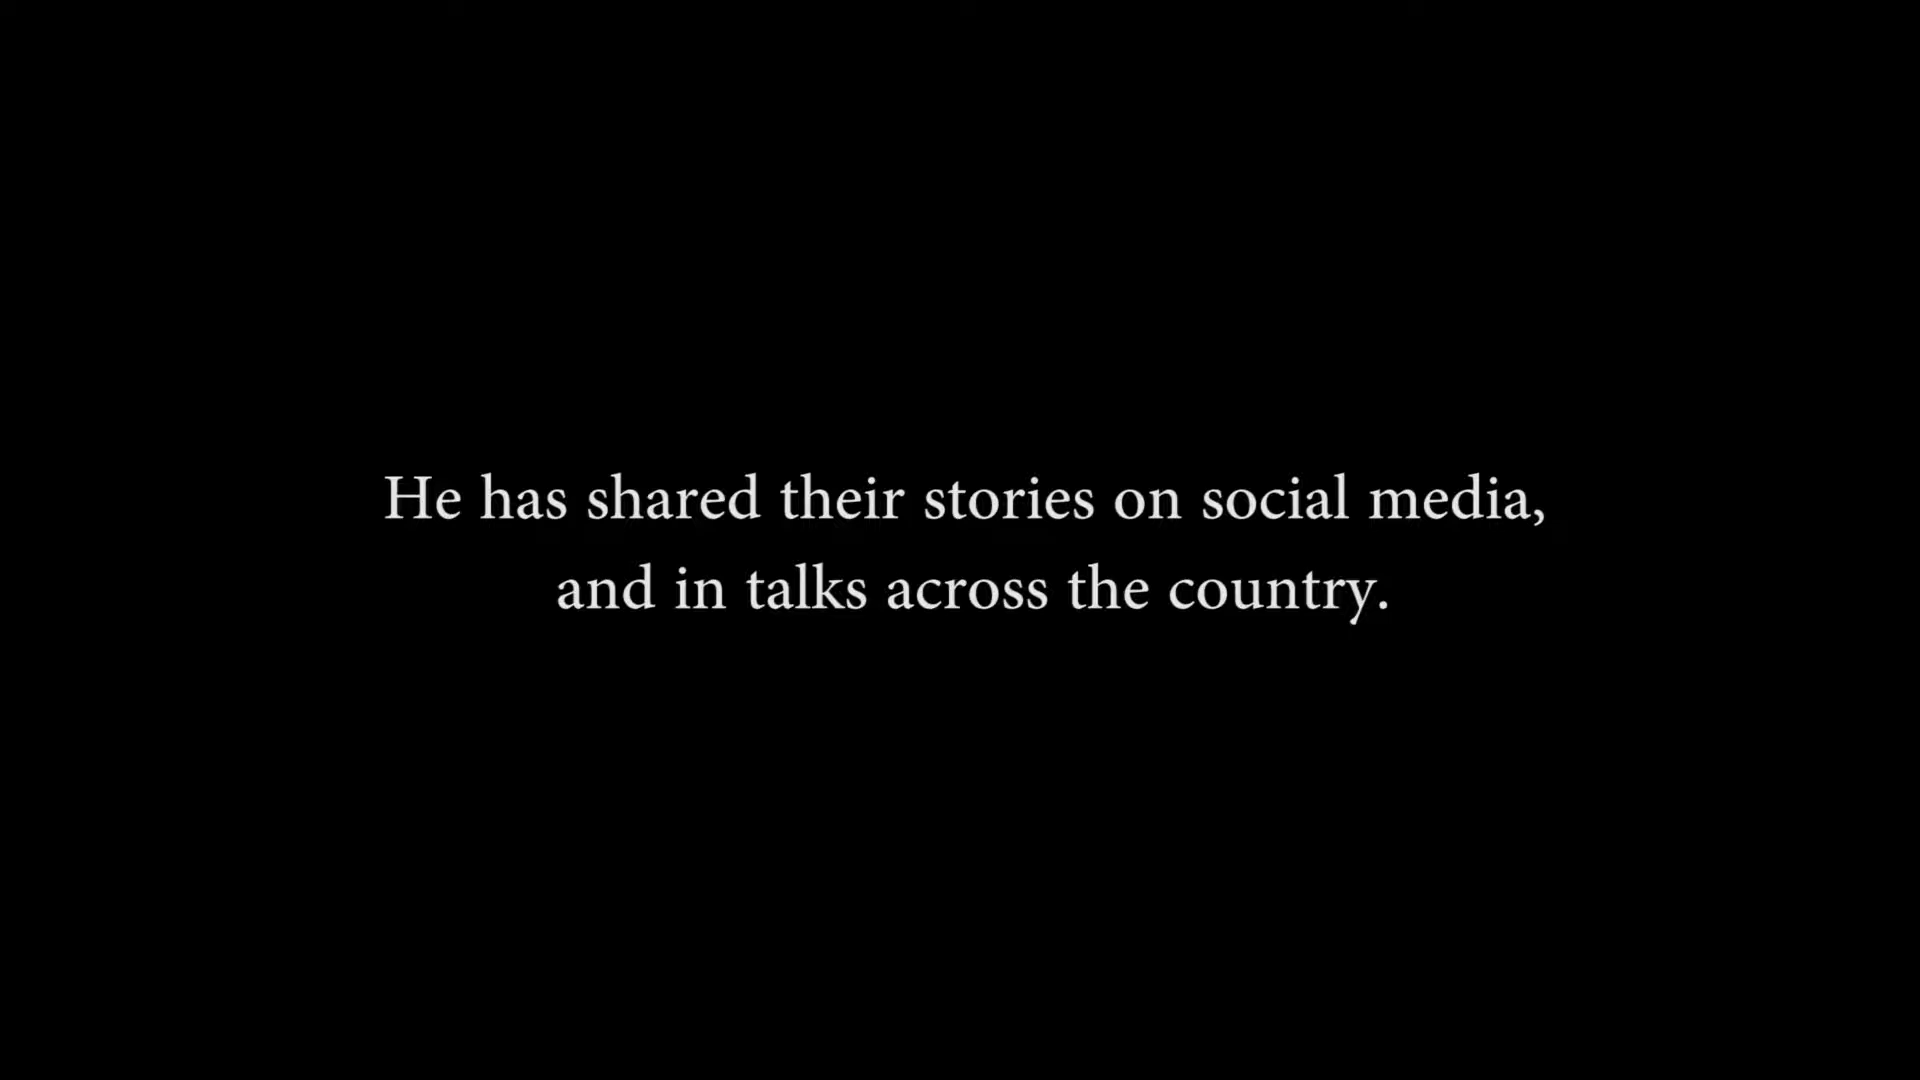 He has shared their stories on social media,
and in talks across the country.